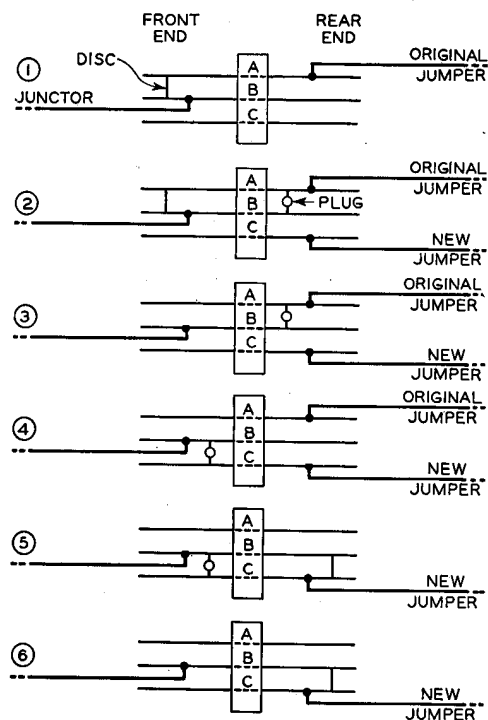 FRONT END
REAR END
① DISC A ORIGINAL JUMPER
JUNCTOR B
C
② A ORIGINAL JUMPER
B PLUG
C NEW JUMPER
③ A ORIGINAL JUMPER
B
C NEW JUMPER
④ A ORIGINAL JUMPER
B
C NEW JUMPER
⑤ A
B
C NEW JUMPER
⑥ A
B
C NEW JUMPER